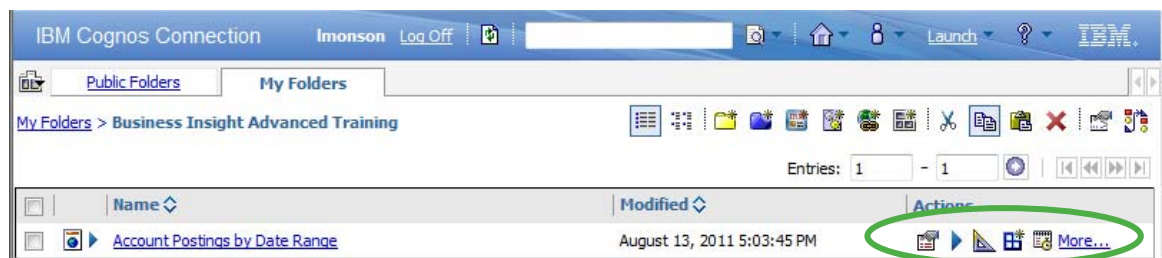 IBM Cognos Connection lmonson Log Off Launch IBM.
Public Folders My Folders
My Folders > Business Insight Advanced Training
Entries: 1 - 1
Name Modified Actions
Account Postings by Date Range August 13, 2011 5:03:45 PM More...